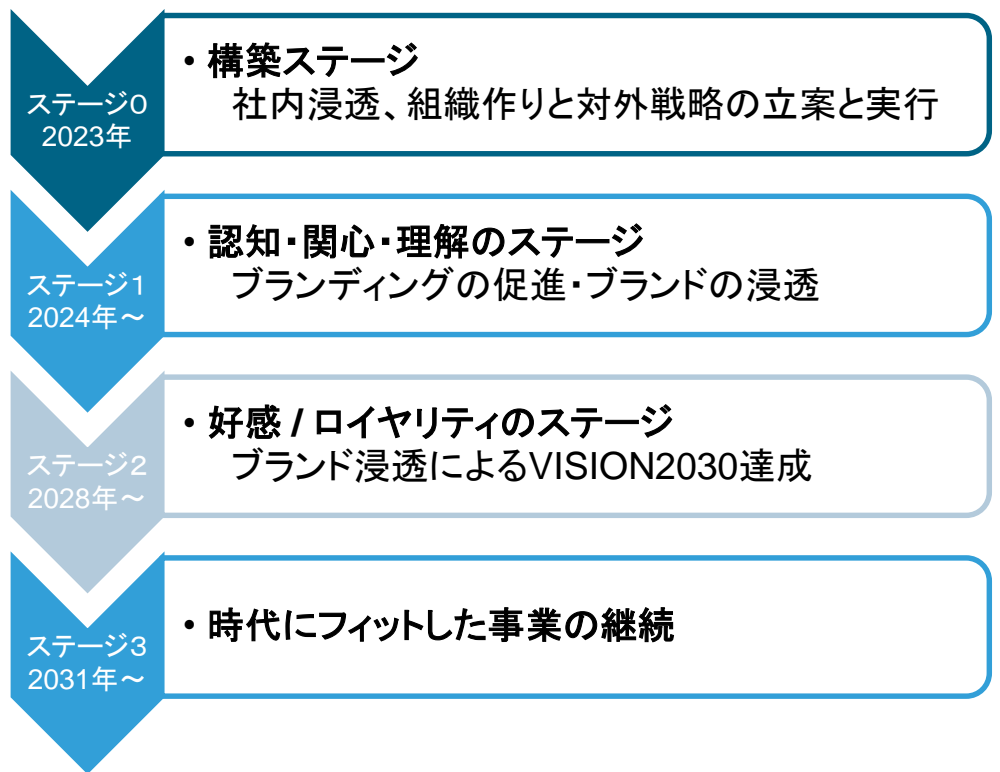 ステージ0
2023年
・構築ステージ
社内浸透、組織作りと対外戦略の立案と実行
ステージ1
2024年～
・認知・関心・理解のステージ
ブランディングの促進・ブランドの浸透
ステージ2
2028年～
・好感 / ロイヤリティのステージ
ブランド浸透によるVISION2030達成
ステージ3
2031年～
・時代にフィットした事業の継続